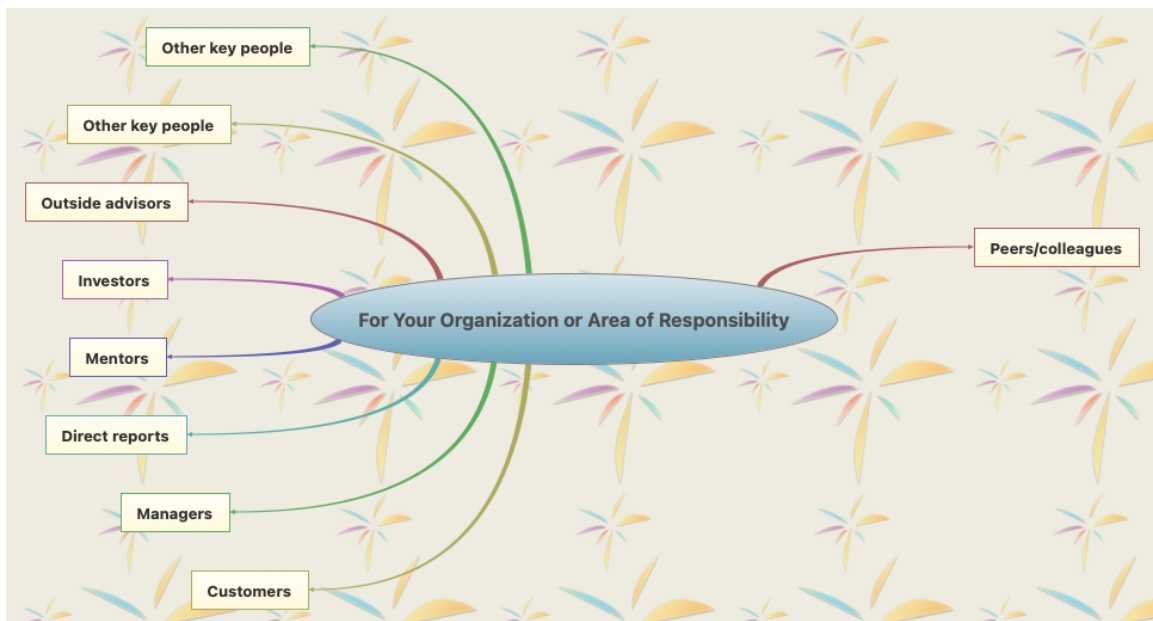 Other key people
Other key people
Outside advisors
Investors
Mentors
Direct reports
Managers
Customers
For Your Organization or Area of Responsibility
Peers/colleagues